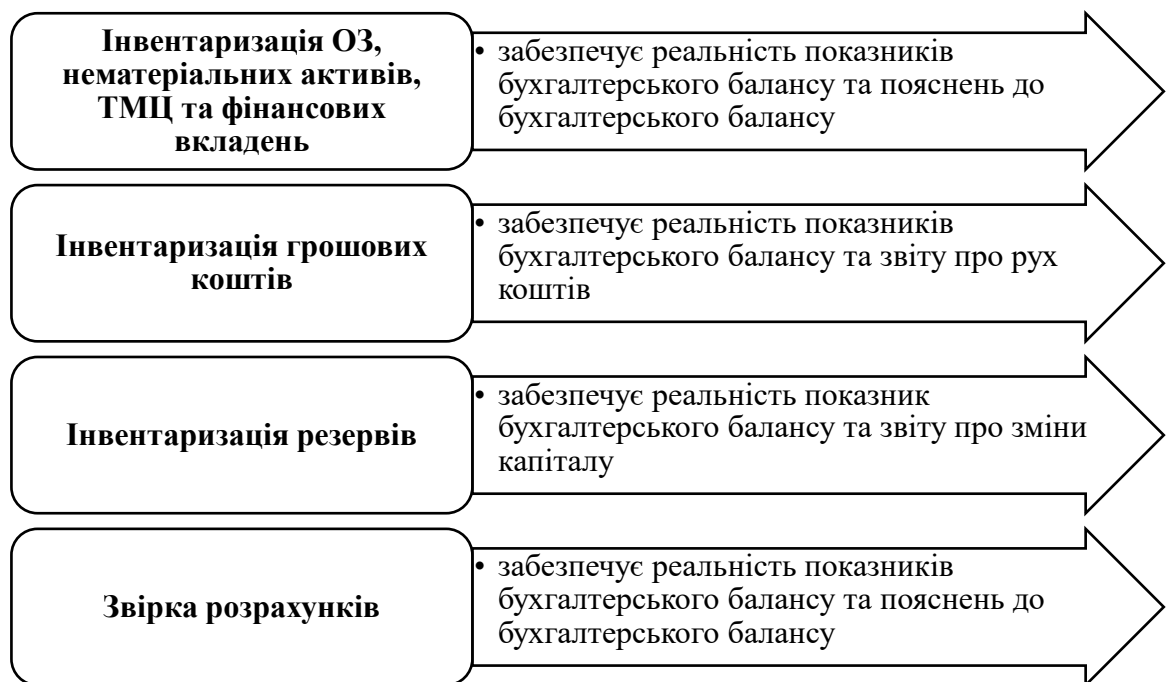 Інвентаризація ОЗ,
нематеріальних активів,
ТМЦ та фінансових
вкладень
• забезпечує реальність показників
бухгалтерського балансу та пояснень до
бухгалтерського балансу
Інвентаризація грошових
коштів
• забезпечує реальність показників
бухгалтерського балансу та звіту про рух
коштів
Інвентаризація резервів
• забезпечує реальність показник
бухгалтерського балансу та звіту про зміни
капіталу
Звірка розрахунків
• забезпечує реальність показників
бухгалтерського балансу та пояснень до
бухгалтерського балансу